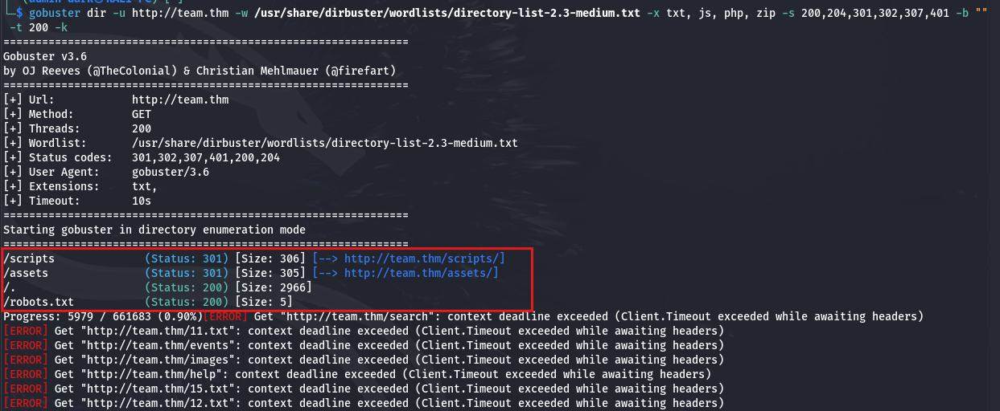 $ gobuster dir -u http://team.thm -w /usr/share/dirbuster/wordlists/directory-list-2.3-medium.txt -x txt, js, php, zip -s 200,204,301,302,307,401 -b ""
-t 200 -k
===============================================================
Gobuster v3.6
by OJ Reeves (@TheColonial) & Christian Mehlmauer (@firefart)
===============================================================
[+] Url:            http://team.thm
[+] Method:         GET
[+] Threads:        200
[+] Wordlist:       /usr/share/dirbuster/wordlists/directory-list-2.3-medium.txt
[+] Status codes:   301,302,307,401,200,204
[+] User Agent:     gobuster/3.6
[+] Extensions:     txt,
[+] Timeout:        10s
===============================================================
Starting gobuster in directory enumeration mode
===============================================================
/scripts              (Status: 301) [Size: 306] [--> http://team.thm/scripts/]
/assets               (Status: 301) [Size: 305] [--> http://team.thm/assets/]
/.                    (Status: 200) [Size: 2966]
/robots.txt           (Status: 200) [Size: 5]
Progress: 5979 / 661683 (0.90%)[ERROR] Get "http://team.thm/search": context deadline exceeded (Client.Timeout exceeded while awaiting headers)
[ERROR] Get "http://team.thm/11.txt": context deadline exceeded (Client.Timeout exceeded while awaiting headers)
[ERROR] Get "http://team.thm/events": context deadline exceeded (Client.Timeout exceeded while awaiting headers)
[ERROR] Get "http://team.thm/images": context deadline exceeded (Client.Timeout exceeded while awaiting headers)
[ERROR] Get "http://team.thm/help": context deadline exceeded (Client.Timeout exceeded while awaiting headers)
[ERROR] Get "http://team.thm/15.txt": context deadline exceeded (Client.Timeout exceeded while awaiting headers)
[ERROR] Get "http://team.thm/12.txt": context deadline exceeded (Client.Timeout exceeded while awaiting headers)